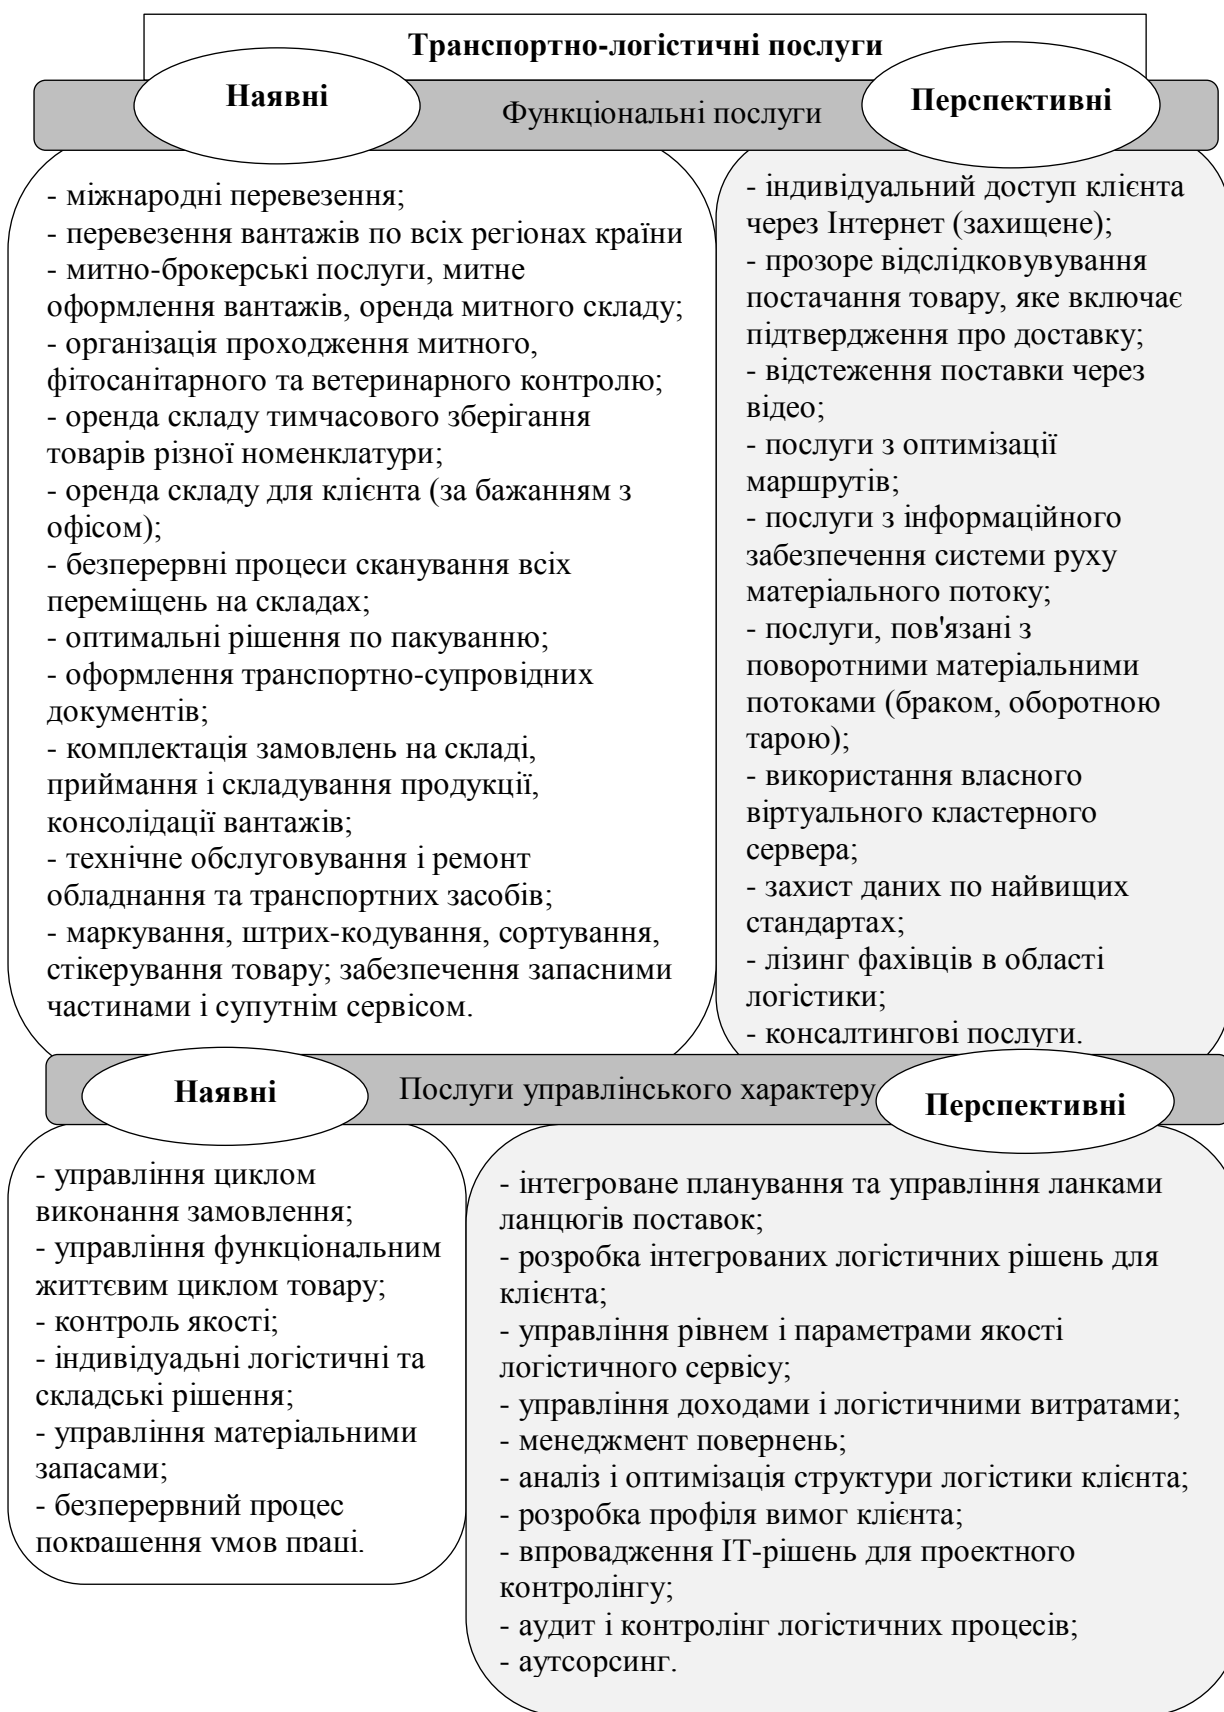 Транспортно-логістичні послуги
Наявні
Функціональні послуги
Перспективні
- міжнародні перевезення;
- перевезення вантажів по всіх регіонах країни
- митно-брокерські послуги, митне
оформлення вантажів, оренда митного складу;
- організація проходження митного,
фітосанітарного та ветеринарного контролю;
- оренда складу тимчасового зберігання
товарів різної номенклатури;
- оренда складу для клієнта (за бажанням з
офісом);
- безперервні процеси сканування всіх
переміщень на складах;
- оптимальні рішення по пакуванню;
- оформлення транспортно-супровідних
документів;
- комплектація замовлень на складі,
приймання і складування продукції,
консолідації вантажів;
- технічне обслуговування і ремонт
обладнання та транспортних засобів;
- маркування, штрих-кодування, сортування,
стікерування товару; забезпечення запасними
частинами і супутнім сервісом.
- індивідуальний доступ клієнта
через Інтернет (захищене);
- прозоре відслідковувування
постачання товару, яке включає
підтвердження про доставку;
- відстеження поставки через
відео;
- послуги з оптимізації
маршрутів;
- послуги з інформаційного
забезпечення системи руху
матеріального потоку;
- послуги, пов'язані з
поворотними матеріальними
потоками (браком, оборотною
тарою);
- використання власного
віртуального кластерного
сервера;
- захист даних по найвищих
стандартах;
- лізинг фахівців в області
логістики;
- консалтингові послуги.
Наявні
Послуги управлінського характеру
Перспективні
- управління циклом
виконання замовлення;
- управління функціональним
життєвим циклом товару;
- контроль якості;
- індивідуадьні логістичні та
складські рішення;
- управління матеріальними
запасами;
- безперервний процес
покращення умов праці.
- інтегроване планування та управління ланками
ланцюгів поставок;
- розробка інтегрованих логістичних рішень для
клієнта;
- управління рівнем і параметрами якості
логістичного сервісу;
- управління доходами і логістичними витратами;
- менеджмент повернень;
- аналіз і оптимізація структури логістики клієнта;
- розробка профіля вимог клієнта;
- впровадження ІТ-рішень для проектного
контролінгу;
- аудит і контролінг логістичних процесів;
- аутсорсинг.